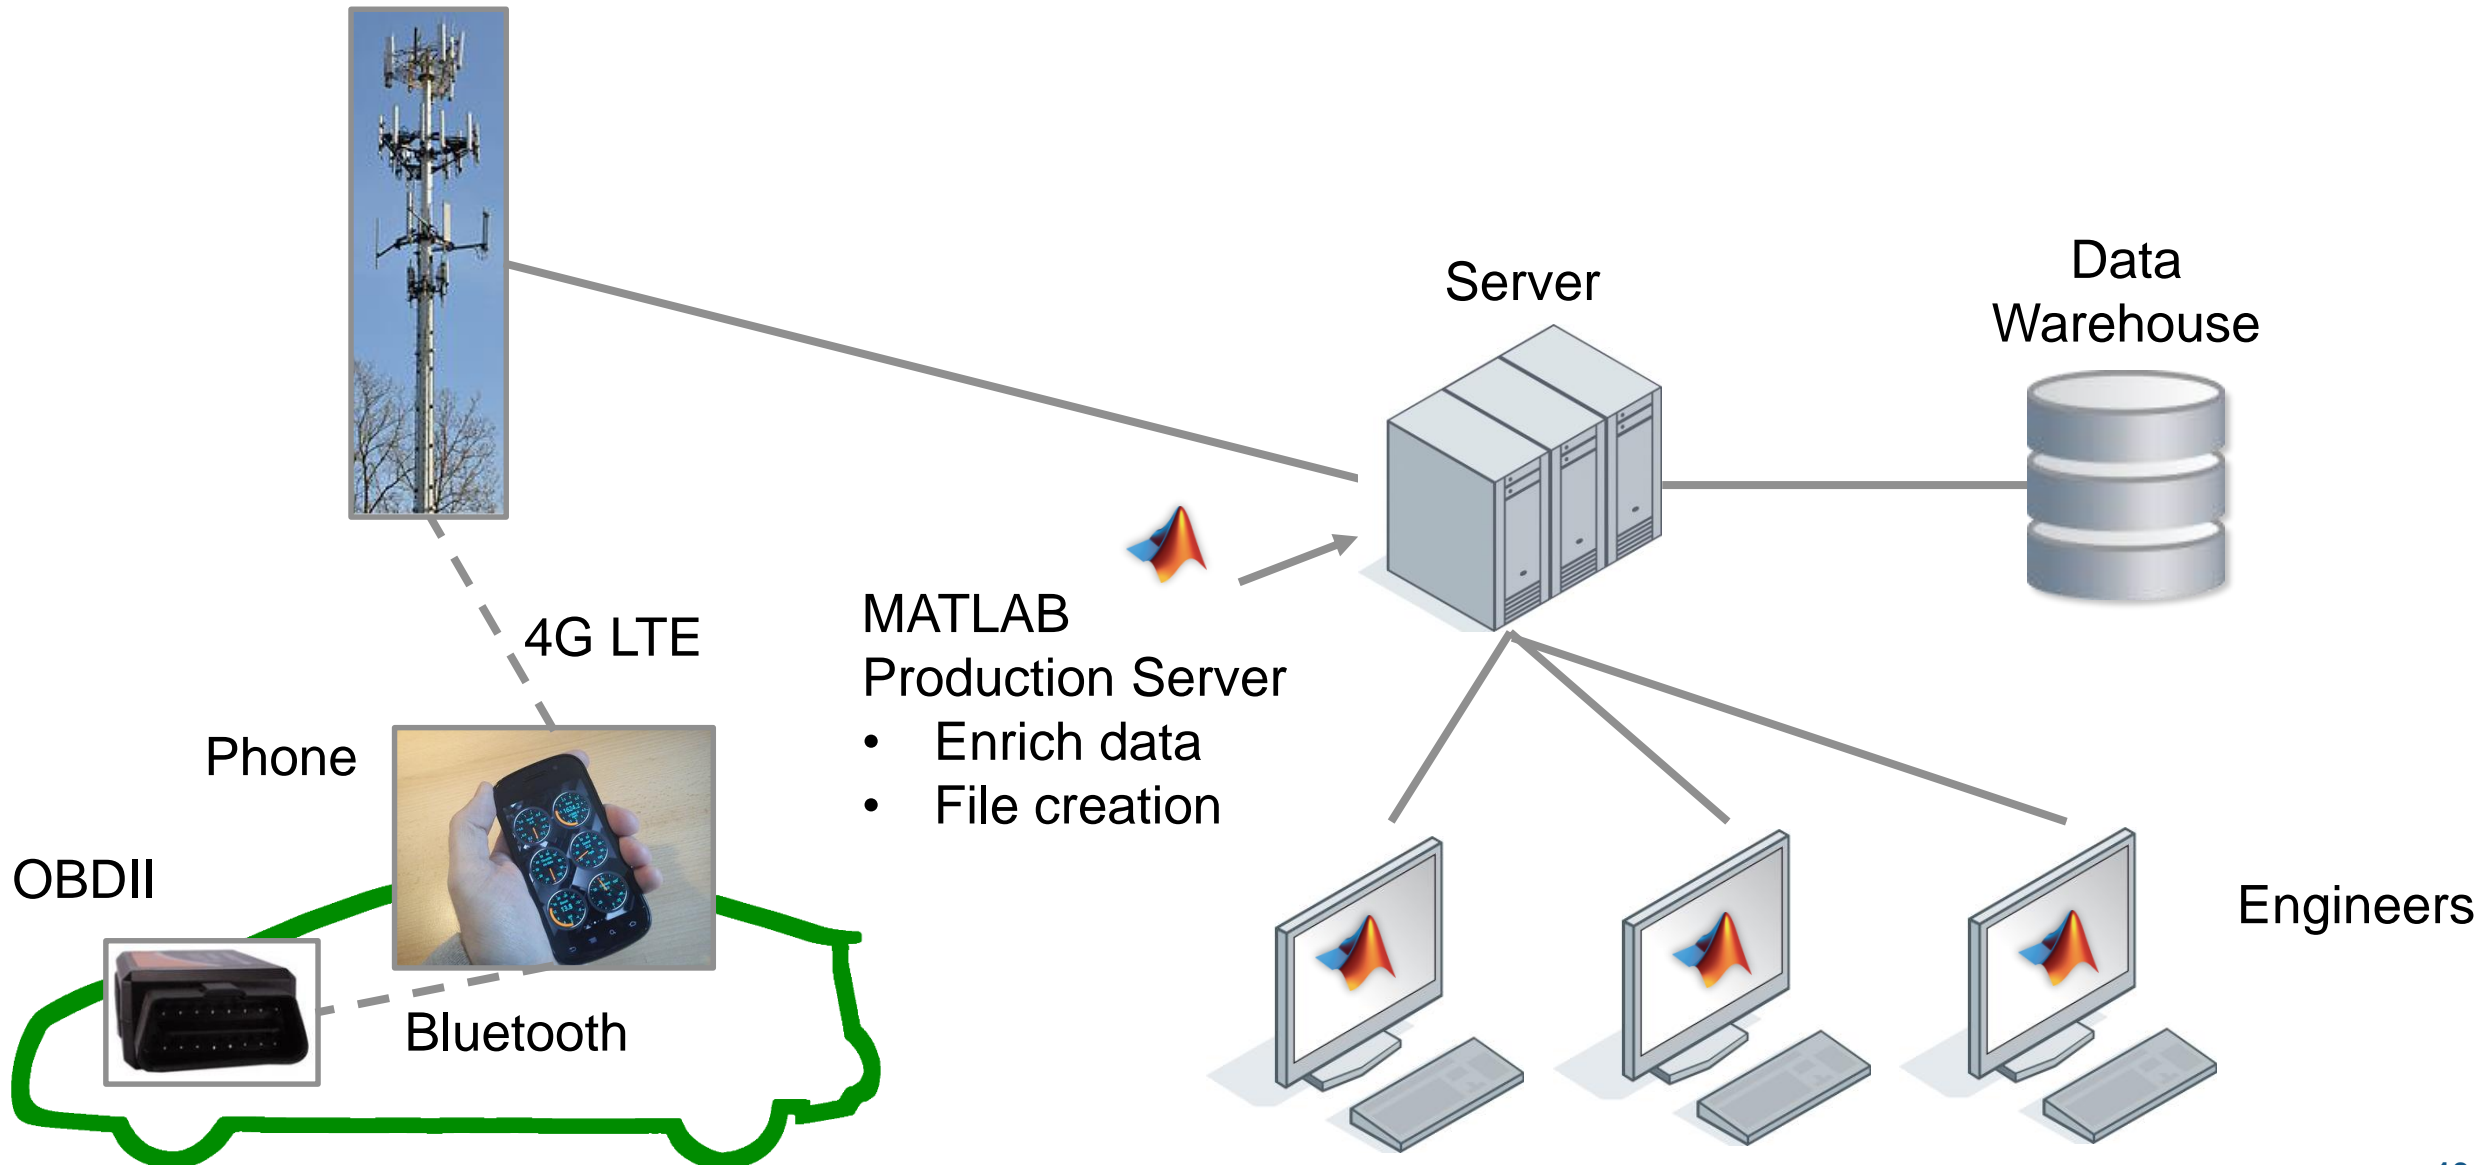 Server
Data
Warehouse
4G LTE
MATLAB
Production Server
• Enrich data
• File creation
Phone
OBDII
Bluetooth
Engineers